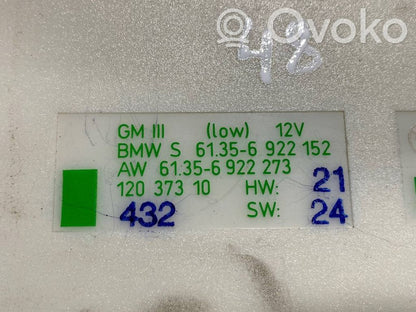 Ovoko
48
GM III (low) 12V
BMW S 61.35-6 922 152
AW 61.35-6 922 273
120 373 10 HW: 21
432 SW: 24